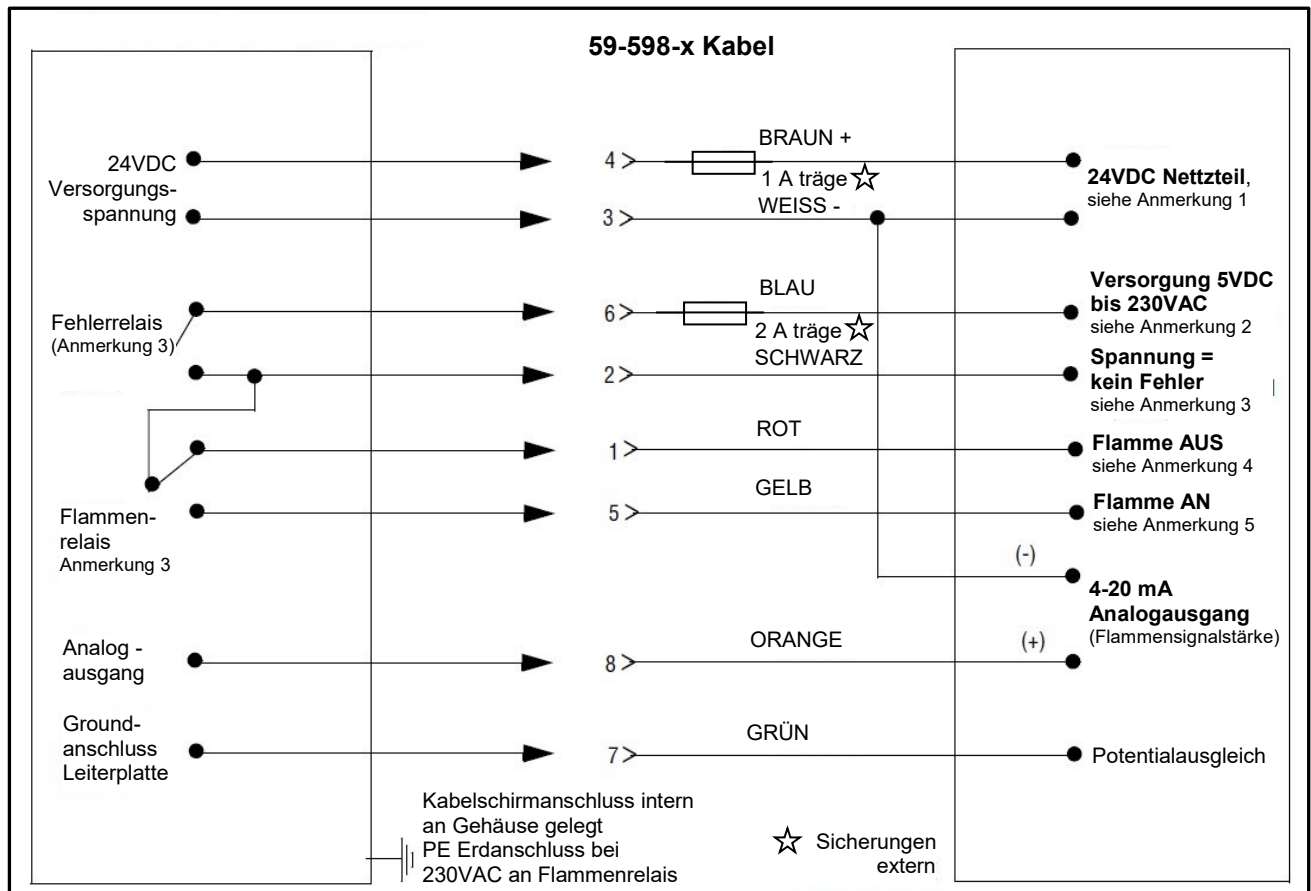 59-598-x Kabel
24VDC
Versorgungs-
spannung
4 >
BRAUN +
1 A träge
24VDC Nettzteil,
siehe Anmerkung 1
3 >
WEISS -
Fehlerrelais
(Anmerkung 3)
6 >
BLAU
2 A träge
Versorgung 5VDC
bis 230VAC
siehe Anmerkung 2
2 >
SCHWARZ
Spannung =
kein Fehler
siehe Anmerkung 3
1 >
ROT
Flamme AUS
siehe Anmerkung 4
Flammen-
relais
Anmerkung 3
5 >
GELB
Flamme AN
siehe Anmerkung 5
(-)
4-20 mA
Analogausgang
(Flammensignalstärke)
Analog -
ausgang
8 >
ORANGE
(+)
Ground-
anschluss
Leiterplatte
7 >
GRÜN
Potentialausgleich
Kabelschirmanschluss intern
an Gehäuse gelegt
PE Erdanschluss bei
230VAC an Flammenrelais
Sicherungen
extern